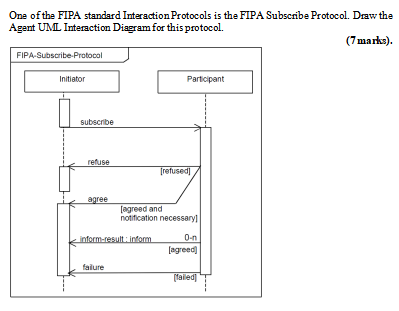 One of the FIPA standard Interaction Protocols is the FIPA Subscribe Protocol. Draw the
Agent UML Interaction Diagram for this protocol.
(7 marks).
FIPA-Subscribe-Protocol
Initiator
Participant
subscribe
refuse
[refused]
agree
[agreed and
notification necessary]
inform-result : inform
0-n
[agreed]
failure
[failed]